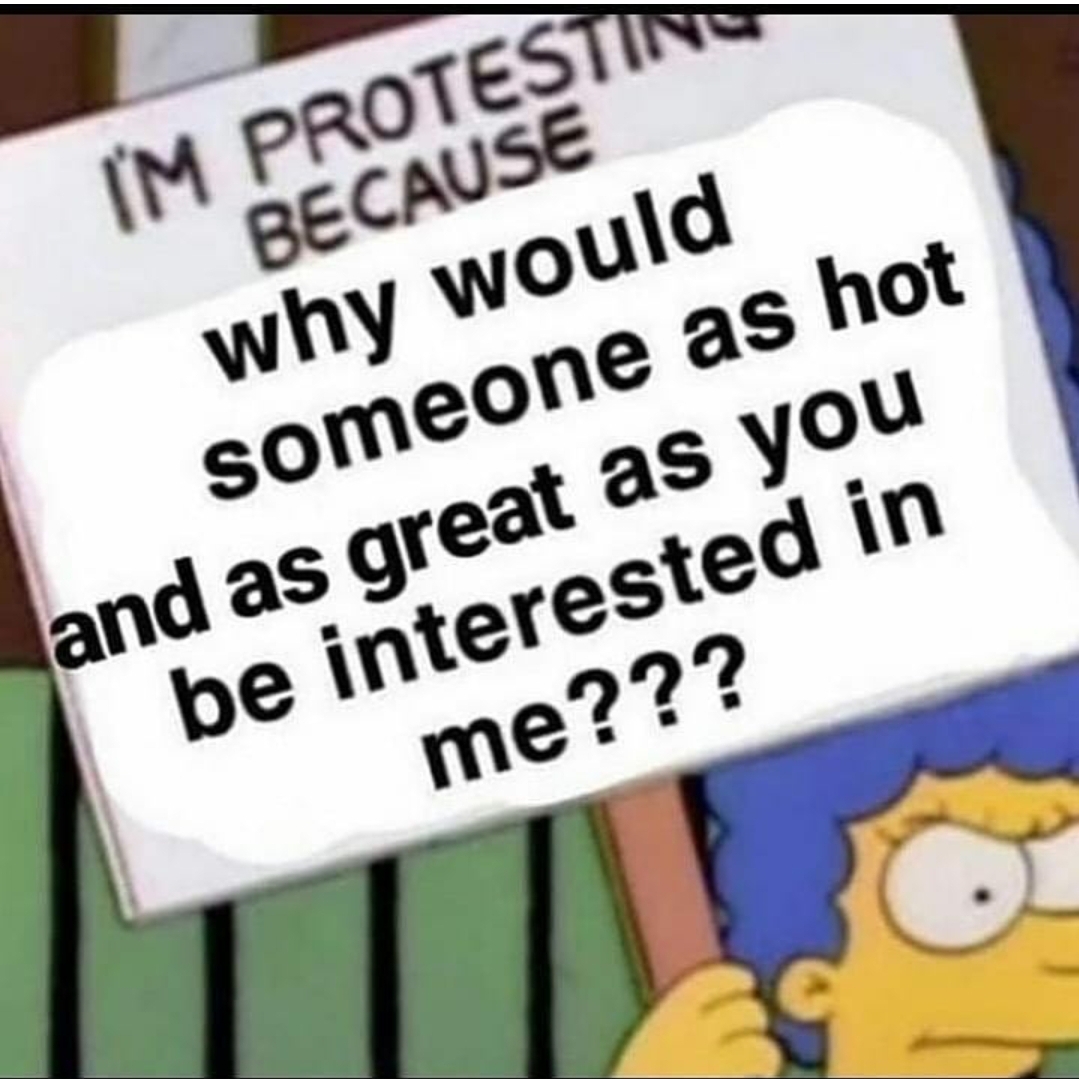 I'M PROTESTING
BECAUSE
why would
someone as hot
and as great as you
be interested in
me???